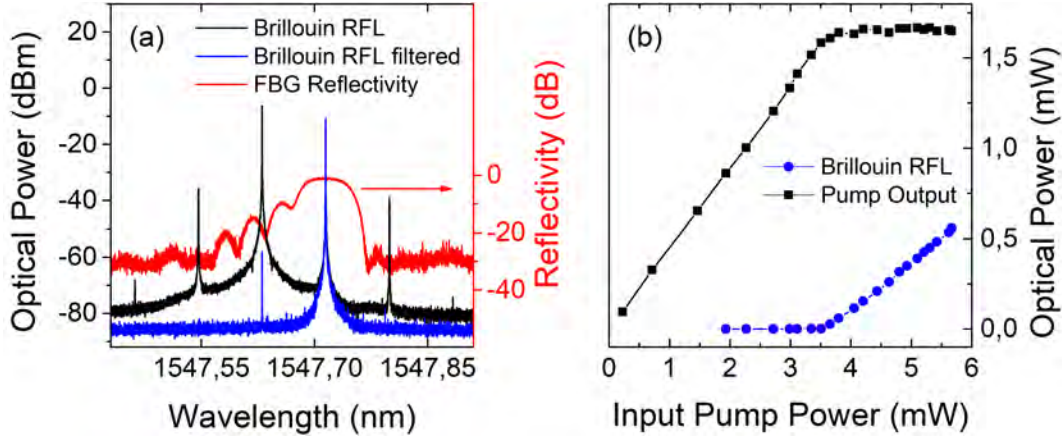 (a)
Brillouin RFL
Brillouin RFL filtered
FBG Reflectivity
Optical Power (dBm)
20
0
-20
-40
-60
-80
Reflectivity (dB)
0
-20
-40
1547,55
1547,70
1547,85
Wavelength (nm)
(b)
Brillouin RFL
Pump Output
Optical Power (mW)
1,5
1,0
0,5
0,0
0
1
2
3
4
5
6
Input Pump Power (mW)